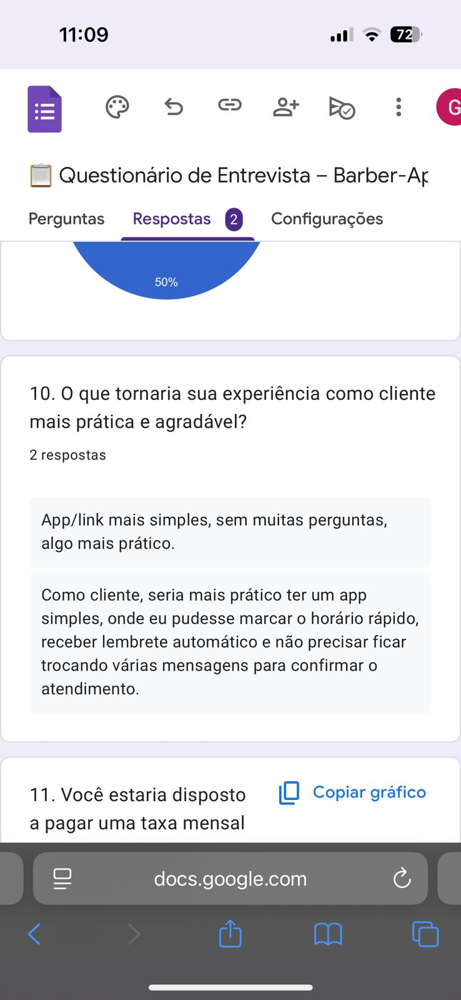 11:09
72
G
Questionário de Entrevista – Barber-Ap
Perguntas
Respostas
2
Configurações
50%
10. O que tornaria sua experiência como cliente
mais prática e agradável?
2 respostas
App/link mais simples, sem muitas perguntas,
algo mais prático.
Como cliente, seria mais prático ter um app
simples, onde eu pudesse marcar o horário rápido,
receber lembrete automático e não precisar ficar
trocando várias mensagens para confirmar o
atendimento.
11. Você estaria disposto
a pagar uma taxa mensal
Copiar gráfico
docs.google.com